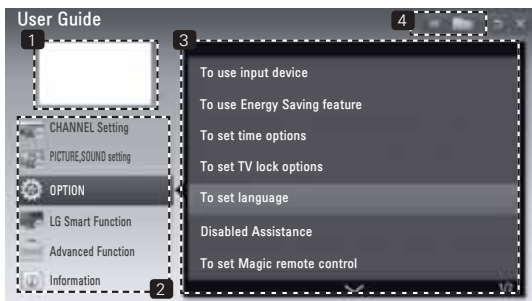 User Guide
1
3
4
To use input device
To use Energy Saving feature
To set time options
To set TV lock options
To set language
Disabled Assistance
To set Magic remote control
1/2
CHANNEL Setting
PICTURE,SOUND setting
OPTION
LG Smart Function
Advanced Function
Information
2